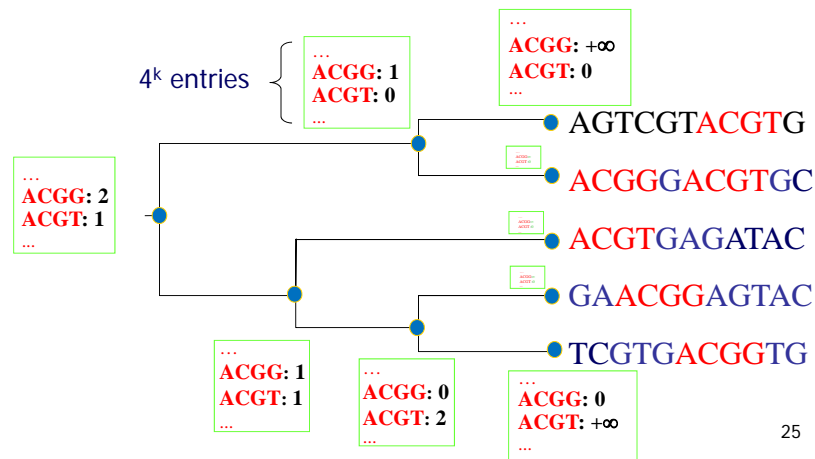 ...
ACGG: +∞
ACGT: 0
...
4ᵏ entries
...
ACGG: 1
ACGT: 0
...
AGTCGTACGTG
ACGGGACGTGC
...
ACGG: 2
ACGT: 1
...
ACGTGAGATAC
GAACGGAGTAC
TCGTGACGGTG
...
ACGG: 1
ACGT: 1
...
...
ACGG: 0
ACGT: 2
...
...
ACGG: 0
ACGT: +∞
...
25